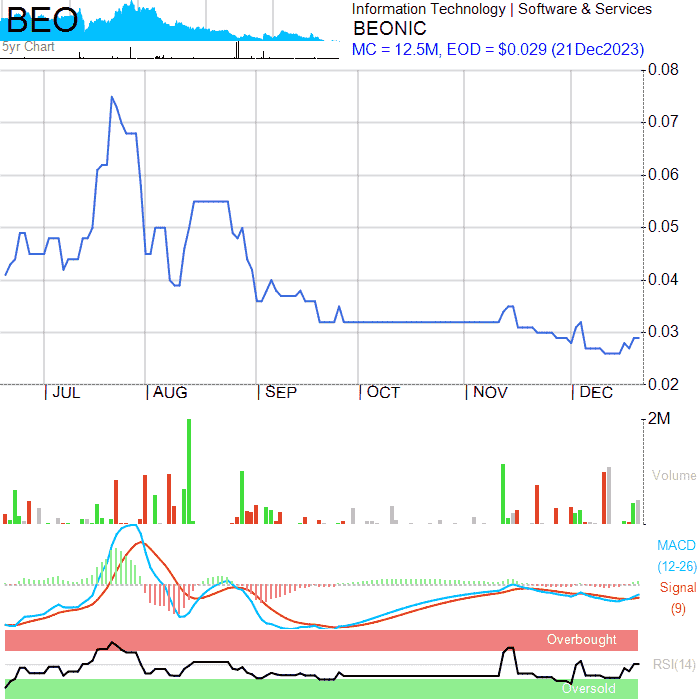 BEO
5yr Chart
Information Technology | Software & Services
BEONIC
MC = 12.5M, EOD = $0.029 (21Dec2023)
0.08
0.07
0.06
0.05
0.04
0.03
0.02
JUL AUG SEP OCT NOV DEC
2M
Volume
MACD
(12-26)
Signal
(9)
Overbought
RSI(14)
Oversold